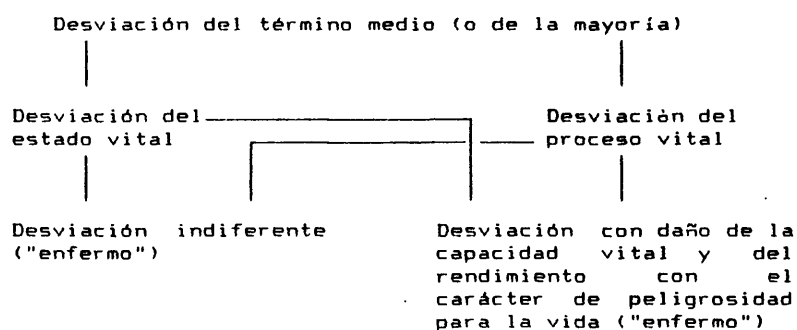 Desviación del término medio (o de la mayoría)
Desviación del
estado vital
Desviación del
proceso vital
Desviación indiferente
("enfermo")
Desviación con daño de la
capacidad vital y del
rendimiento con el
carácter de peligrosidad
para la vida ("enfermo")